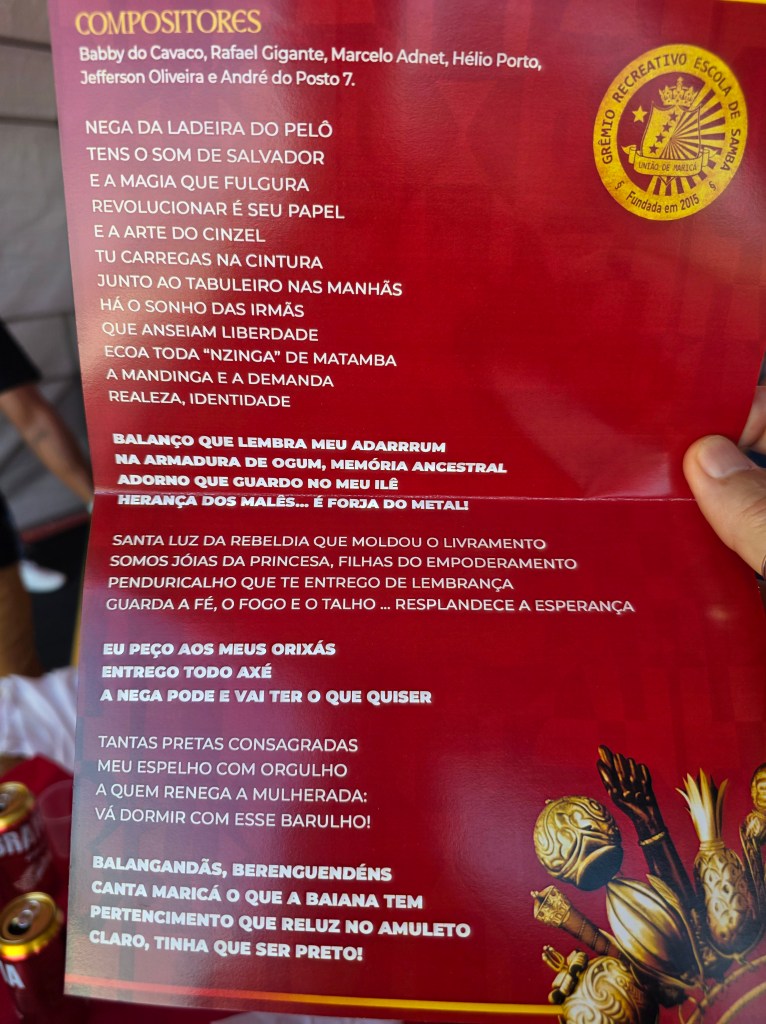 COMPOSITORES
Babby do Cavaco, Rafael Gigante, Marcelo Adnet, Hélio Porto,
Jefferson Oliveira e André do Posto 7.
GRÊMIO RECREATIVO ESCOLA DE SAMBA
UNIÃO DE MARICÁ
§ Fundada em 2015 §
NEGA DA LADEIRA DO PELÔ
TENS O SOM DE SALVADOR
E A MAGIA QUE FULGURA
REVOLUCIONAR É SEU PAPEL
E A ARTE DO CINZEL
TU CARREGAS NA CINTURA
JUNTO AO TABULEIRO NAS MANHÃS
HÁ O SONHO DAS IRMÃS
QUE ANSEIAM LIBERDADE
ECOA TODA “NZINGA” DE MATAMBA
A MANDINGA E A DEMANDA
REALEZA, IDENTIDADE
BALANÇO QUE LEMBRA MEU ADARRRUM
NA ARMADURA DE OGUM, MEMÓRIA ANCESTRAL
ADORNO QUE GUARDO NO MEU ILÊ
HERANÇA DOS MALÊS... É FORJA DO METAL!
SANTA LUZ DA REBELDIA QUE MOLDOU O LIVRAMENTO
SOMOS JÓIAS DA PRINCESA, FILHAS DO EMPODERAMENTO
PENDURICALHO QUE TE ENTREGO DE LEMBRANÇA
GUARDA A FÉ, O FOGO E O TALHO ... RESPLANDECE A ESPERANÇA
EU PEÇO AOS MEUS ORIXÁS
ENTREGO TODO AXÉ
A NEGA PODE E VAI TER O QUE QUISER
TANTAS PRETAS CONSAGRADAS
MEU ESPELHO COM ORGULHO
A QUEM RENEGA A MULHERADA:
VÁ DORMIR COM ESSE BARULHO!
BALANGANDÃS, BERENGUENDÉNS
CANTA MARICÁ O QUE A BAIANA TEM
PERTENCIMENTO QUE RELUZ NO AMULETO
CLARO, TINHA QUE SER PRETO!